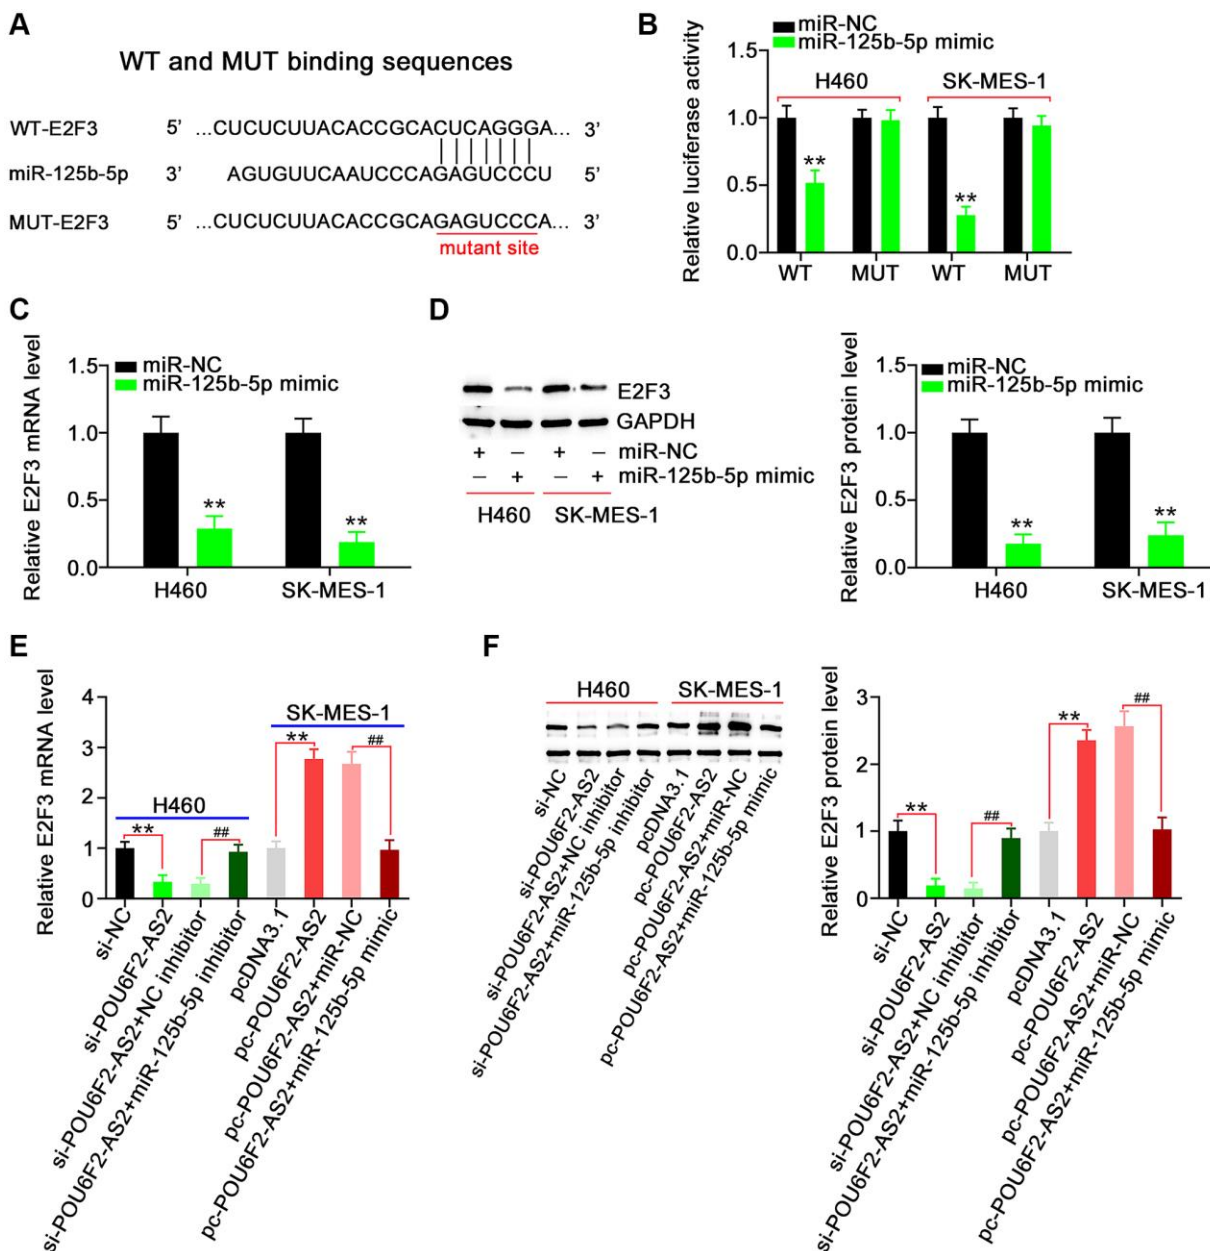 A
WT and MUT binding sequences
WT-E2F3 5' ...CUCUCUUACACCGCACUCAGGGA... 3'
miR-125b-5p 3' AGUGUUCAAUCCCAGAGUCCCU 5'
MUT-E2F3 5' ...CUCUCUUACACCGCAGAGUCCCA... 3'
mutant site
B
miR-NC
miR-125b-5p mimic
Relative luciferase activity
1.5
1.0
0.5
0.0
H460 SK-MES-1
**
**
WT MUT WT MUT
C
miR-NC
miR-125b-5p mimic
Relative E2F3 mRNA level
1.5
1.0
0.5
0.0
**
**
H460 SK-MES-1
D
E2F3
GAPDH
+ − + − miR-NC
− + − + miR-125b-5p mimic
H460 SK-MES-1
miR-NC
miR-125b-5p mimic
Relative E2F3 protein level
1.5
1.0
0.5
0.0
**
**
H460 SK-MES-1
E
Relative E2F3 mRNA level
4
3
2
1
0
H460
SK-MES-1
**
##
**
##
si-NC
si-POU6F2-AS2
si-POU6F2-AS2+NC inhibitor
si-POU6F2-AS2+miR-125b-5p inhibitor
pcDNA3.1
pc-POU6F2-AS2
pc-POU6F2-AS2+miR-NC
pc-POU6F2-AS2+miR-125b-5p mimic
F
H460 SK-MES-1
si-NC
si-POU6F2-AS2
si-POU6F2-AS2+NC inhibitor
si-POU6F2-AS2+miR-125b-5p inhibitor
pcDNA3.1
pc-POU6F2-AS2
pc-POU6F2-AS2+miR-NC
pc-POU6F2-AS2+miR-125b-5p mimic
Relative E2F3 protein level
3
2
1
0
**
##
**
##
si-NC
si-POU6F2-AS2
si-POU6F2-AS2+NC inhibitor
si-POU6F2-AS2+miR-125b-5p inhibitor
pcDNA3.1
pc-POU6F2-AS2
pc-POU6F2-AS2+miR-NC
pc-POU6F2-AS2+miR-125b-5p mimic